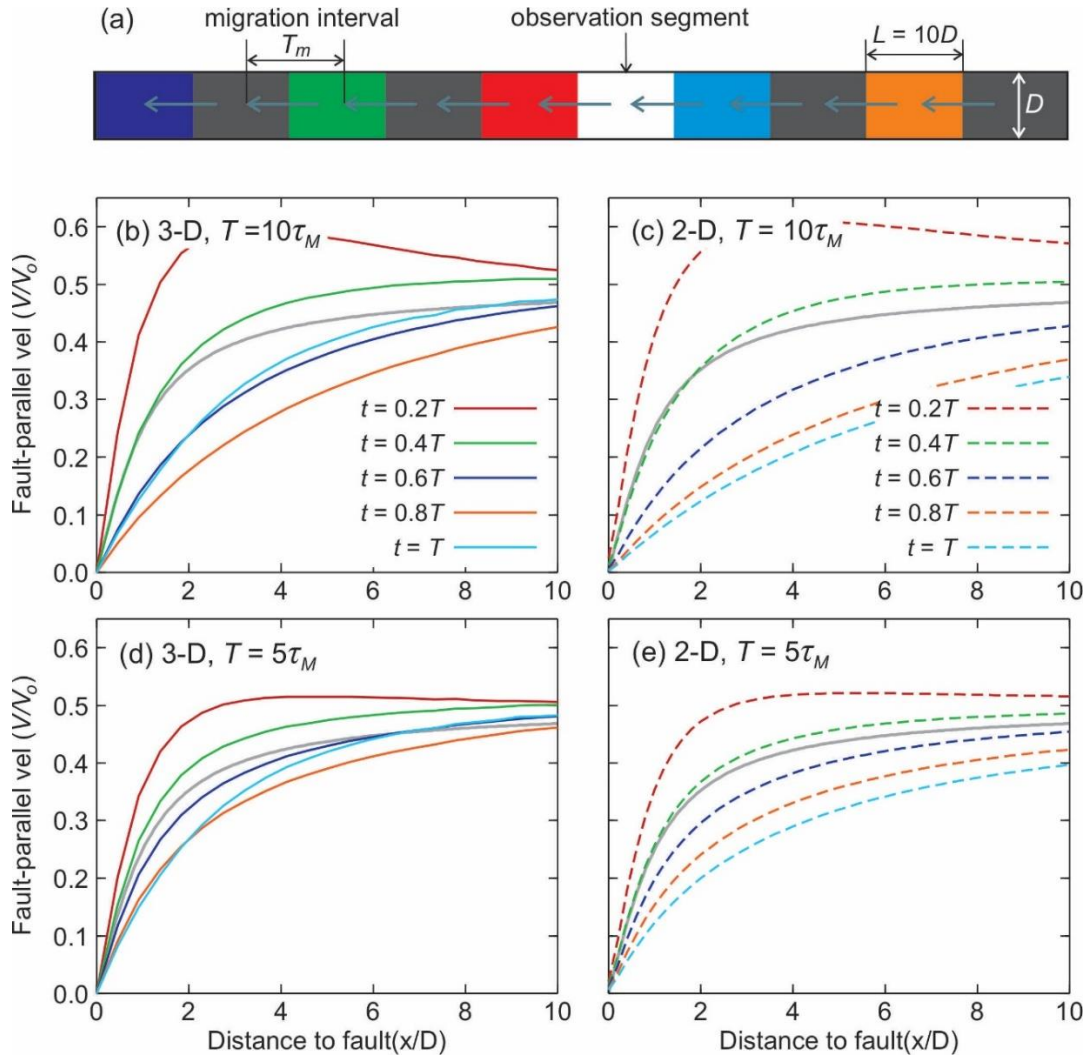 (a)
migration interval
observation segment
T_m
L = 10D
D
Fault-parallel vel (V/V_o)
0.6
0.5
0.4
0.3
0.2
0.1
0.0
(b) 3-D, T =10τ_M
t = 0.2T
t = 0.4T
t = 0.6T
t = 0.8T
t = T
0 2 4 6 8 10
(c) 2-D, T = 10τ_M
t = 0.2T
t = 0.4T
t = 0.6T
t = 0.8T
t = T
0 2 4 6 8 10
Fault-parallel vel (V/V_o)
0.6
0.5
0.4
0.3
0.2
0.1
0.0
(d) 3-D, T = 5τ_M
0 2 4 6 8 10
Distance to fault(x/D)
(e) 2-D, T = 5τ_M
0 2 4 6 8 10
Distance to fault(x/D)